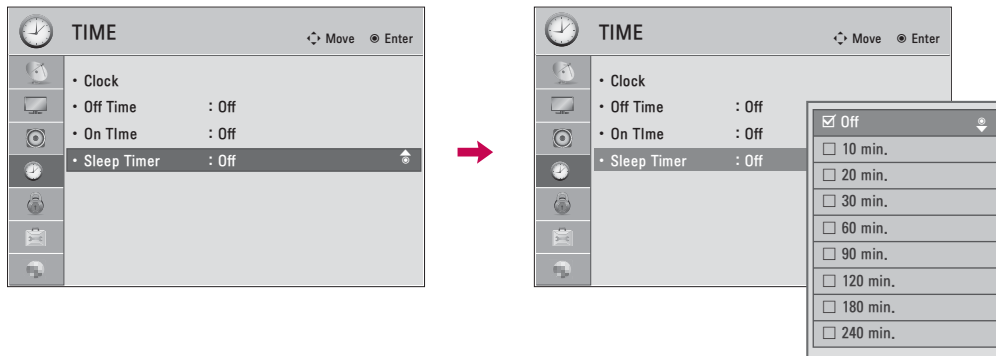 TIME
Move Enter
• Clock
• Off Time : Off
• On TIme : Off
• Sleep Timer : Off
TIME
Move Enter
• Clock
• Off Time : Off
• On TIme : Off
• Sleep Timer : Off
☑ Off
☐ 10 min.
☐ 20 min.
☐ 30 min.
☐ 60 min.
☐ 90 min.
☐ 120 min.
☐ 180 min.
☐ 240 min.